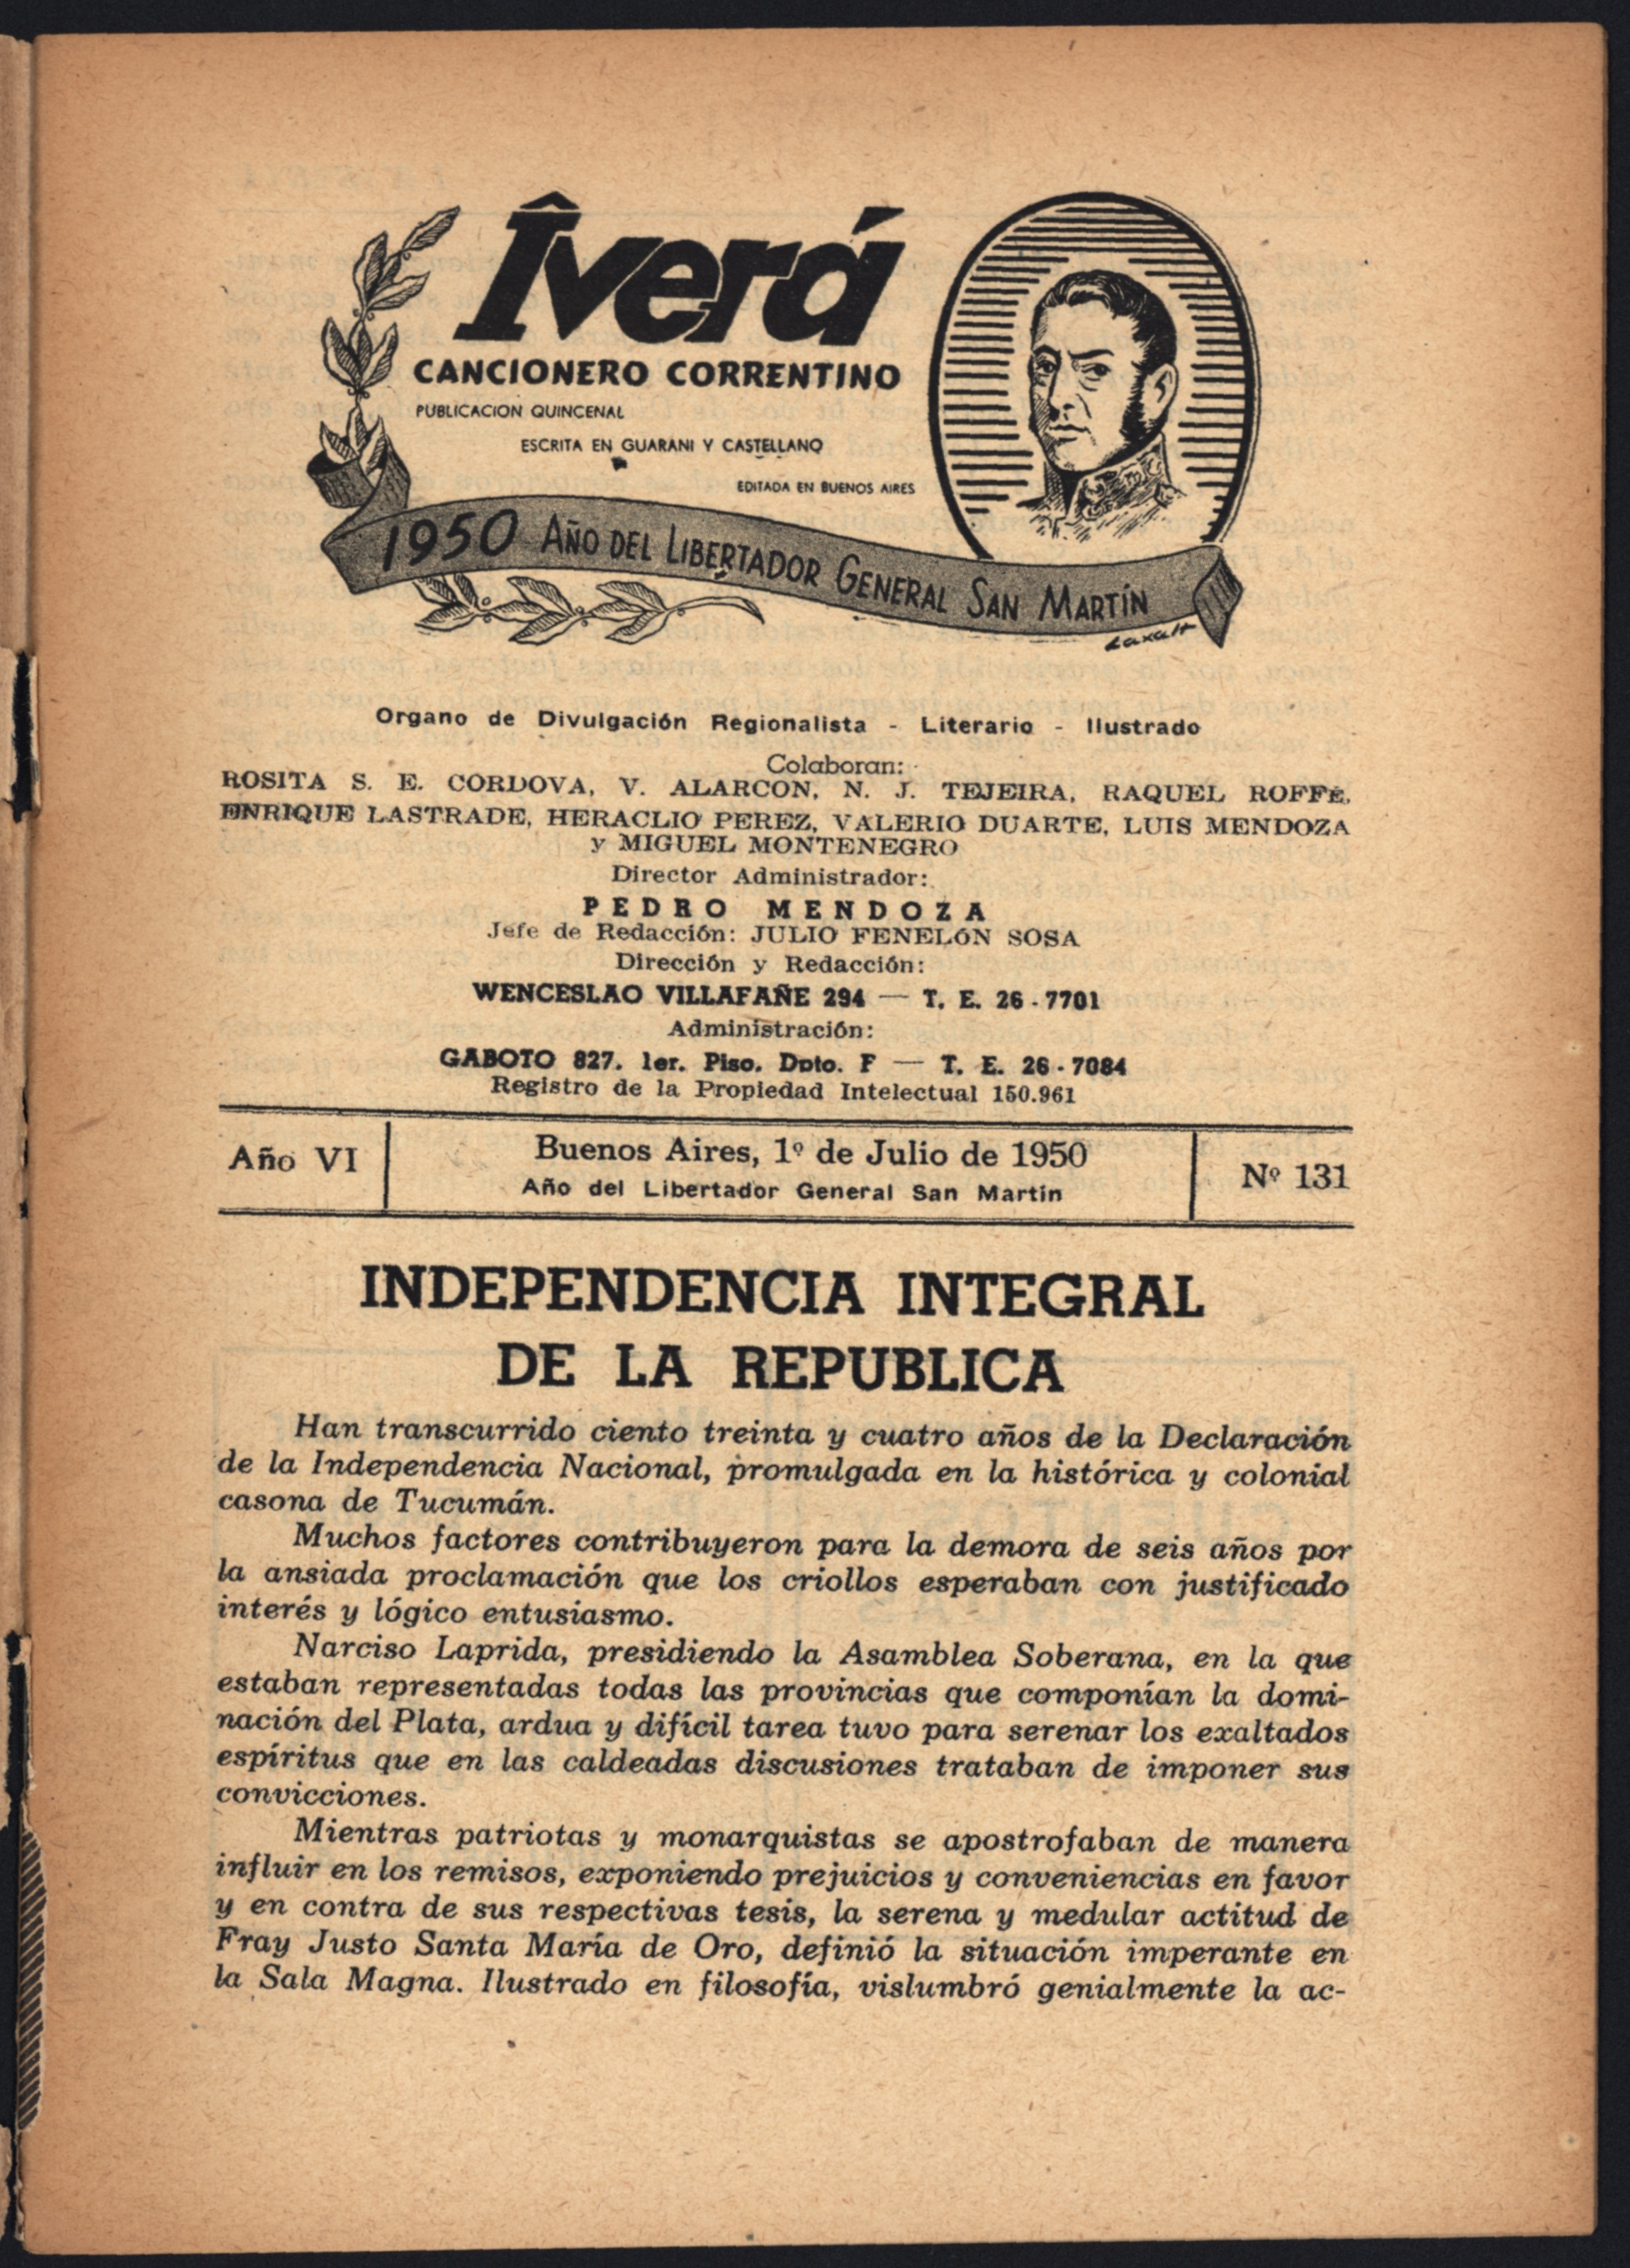 Îverá
CANCIONERO CORRENTINO
PUBLICACION QUINCENAL
ESCRITA EN GUARANI Y CASTELLANO
EDITADA EN BUENOS AIRES
1950 AÑO DEL LIBERTADOR GENERAL SAN MARTÍN
Laxalt
Organo de Divulgación Regionalista - Literario - Ilustrado
Colaboran:
ROSITA S. E. CORDOVA, V. ALARCON, N. J. TEJEIRA, RAQUEL ROFFÉ,
ENRIQUE LASTRADE, HERACLIO PEREZ, VALERIO DUARTE, LUIS MENDOZA
y MIGUEL MONTENEGRO
Director Administrador:
PEDRO MENDOZA
Jefe de Redacción: JULIO FENELÓN SOSA
Dirección y Redacción:
WENCESLAO VILLAFAÑE 294 — T. E. 26 - 7701
Administración:
GABOTO 827. 1er. Piso. Dpto. F — T. E. 26 - 7084
Registro de la Propiedad Intelectual 150.961
Año VI
Buenos Aires, 1º de Julio de 1950
Año del Libertador General San Martín
Nº 131
INDEPENDENCIA INTEGRAL
DE LA REPUBLICA
Han transcurrido ciento treinta y cuatro años de la Declaración
de la Independencia Nacional, promulgada en la histórica y colonial
casona de Tucumán.
Muchos factores contribuyeron para la demora de seis años por
la ansiada proclamación que los criollos esperaban con justificado
interés y lógico entusiasmo.
Narciso Laprida, presidiendo la Asamblea Soberana, en la que
estaban representadas todas las provincias que componían la domi-
nación del Plata, ardua y difícil tarea tuvo para serenar los exaltados
espíritus que en las caldeadas discusiones trataban de imponer sus
convicciones.
Mientras patriotas y monarquistas se apostrofaban de manera
influir en los remisos, exponiendo prejuicios y conveniencias en favor
y en contra de sus respectivas tesis, la serena y medular actitud de
Fray Justo Santa María de Oro, definió la situación imperante en
la Sala Magna. Ilustrado en filosofía, vislumbró genialmente la ac-